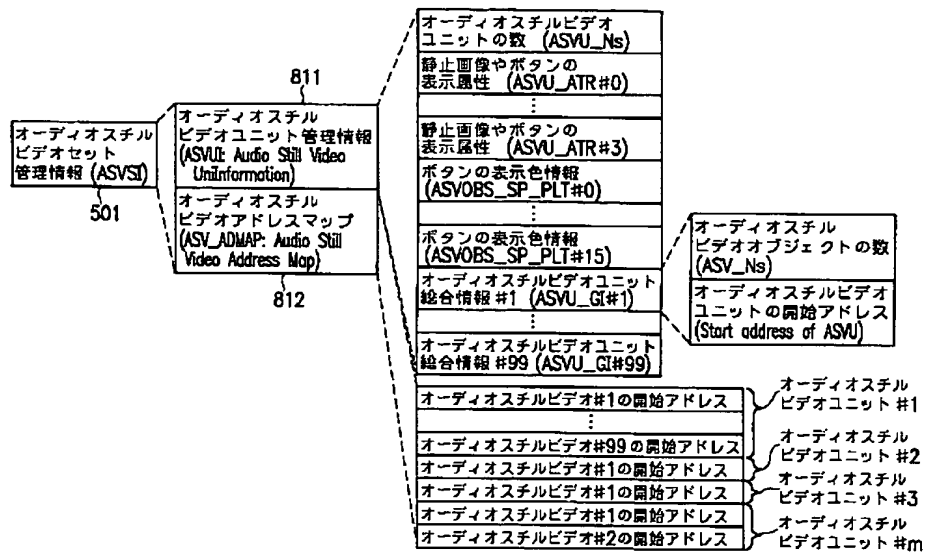 オーディオスチル
ビデオセット
管理情報 (ASVSI)
501
811
オーディオスチル
ビデオユニット管理情報
(ASVUI: Audio Still Video
UniInformation)
オーディオスチル
ビデオアドレスマップ
(ASV_ADMAP: Audio Still
Video Address Map)
812
オーディオスチルビデオ
ユニットの数 (ASVU_Ns)
静止画像やボタンの
表示属性 (ASVU_ATR#0)
⋮
静止画像やボタンの
表示属性 (ASVU_ATR#3)
ボタンの表示色情報
(ASVOBS_SP_PLT#0)
⋮
ボタンの表示色情報
(ASVOBS_SP_PLT#15)
オーディオスチルビデオユニット
総合情報#1 (ASVU_GI#1)
⋮
オーディオスチルビデオユニット
総合情報#99 (ASVU_GI#99)
オーディオスチル
ビデオオブジェクトの数
(ASV_Ns)
オーディオスチルビデオ
ユニットの開始アドレス
(Start address of ASVU)
オーディオスチルビデオ#1の開始アドレス
⋮
オーディオスチルビデオ#99の開始アドレス
オーディオスチルビデオ#1の開始アドレス
オーディオスチルビデオ#1の開始アドレス
オーディオスチルビデオ#1の開始アドレス
オーディオスチルビデオ#2の開始アドレス
オーディオスチル
ビデオユニット#1
オーディオスチル
ビデオユニット#2
オーディオスチル
ビデオユニット#3
オーディオスチル
ビデオユニット#m